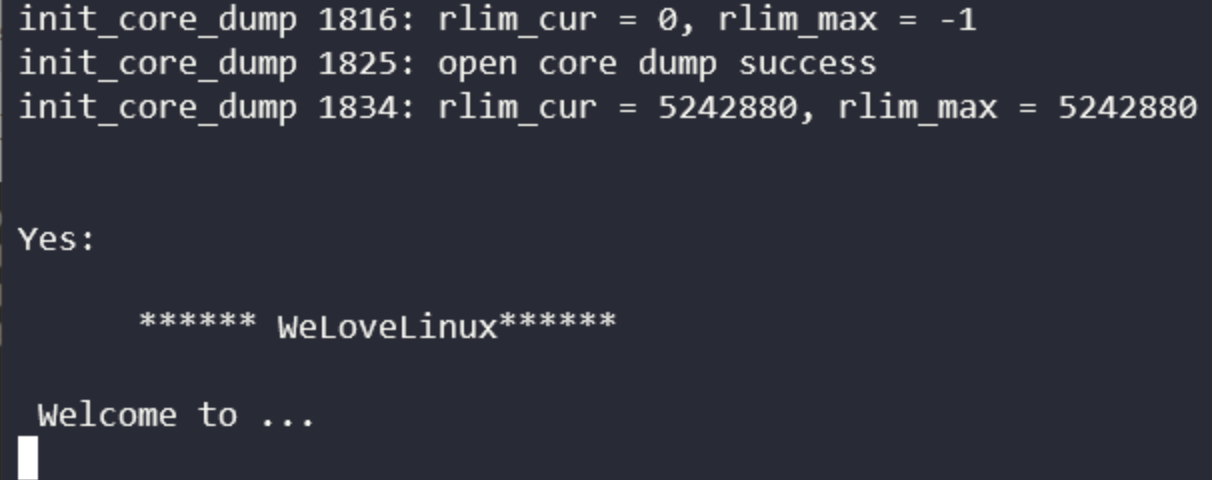 init_core_dump 1816: rlim_cur = 0, rlim_max = -1
init_core_dump 1825: open core dump success
init_core_dump 1834: rlim_cur = 5242880, rlim_max = 5242880
Yes:
****** WeLoveLinux******
Welcome to ...